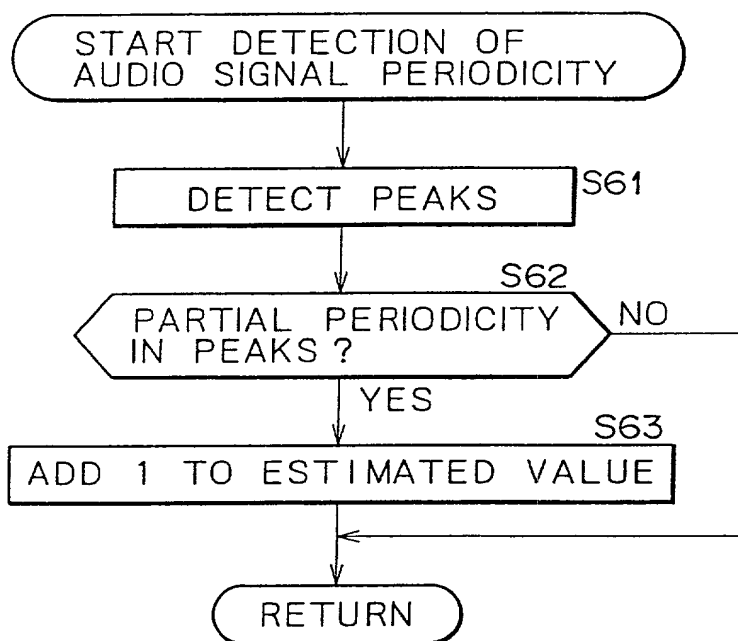 START DETECTION OF
AUDIO SIGNAL PERIODICITY
DETECT PEAKS
S61
S62
PARTIAL PERIODICITY
IN PEAKS?
NO
YES
S63
ADD 1 TO ESTIMATED VALUE
RETURN